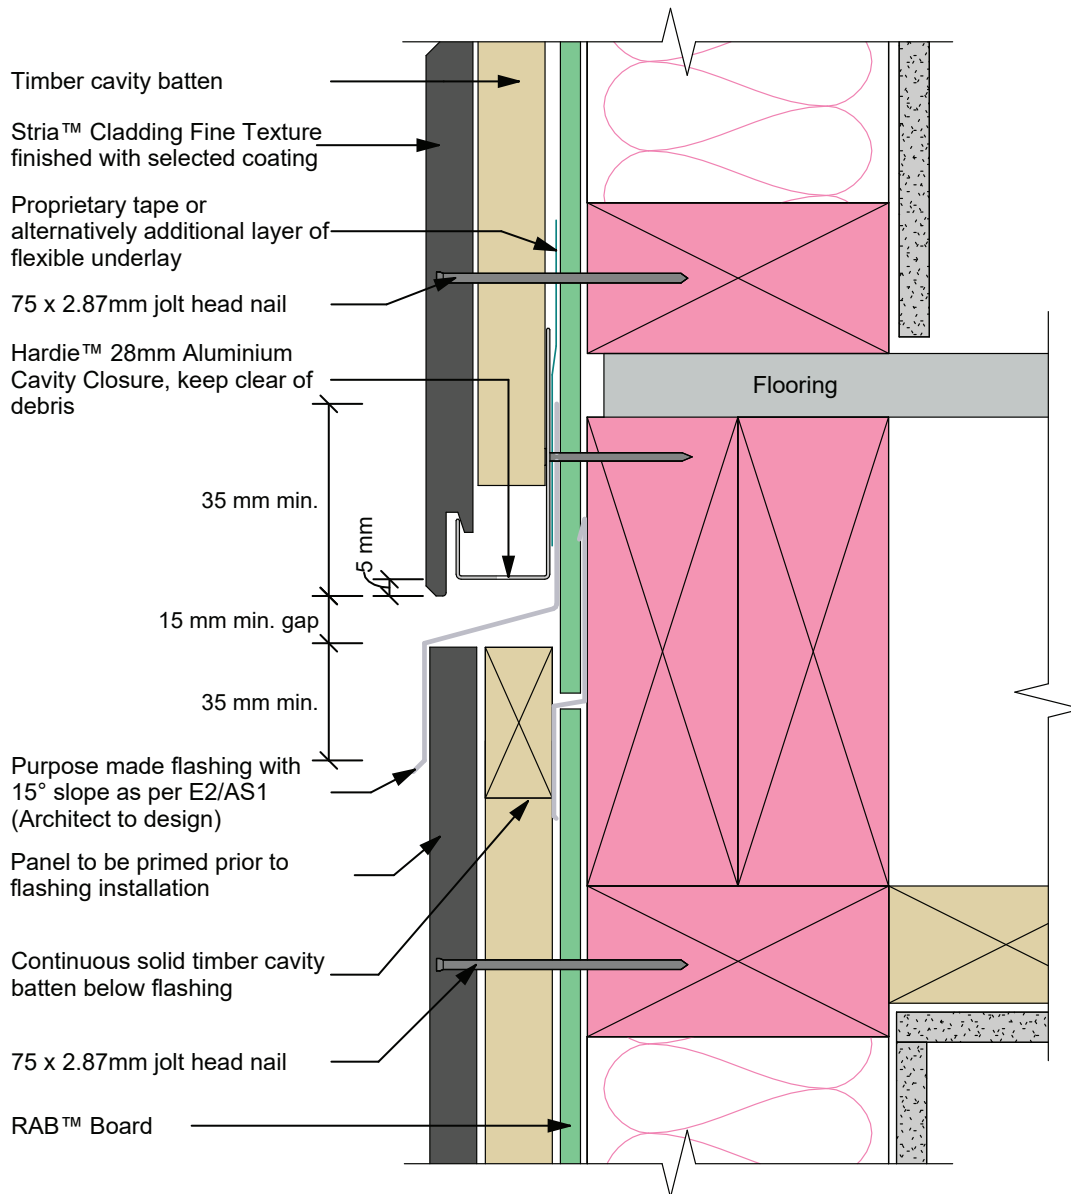 Timber cavity batten
Stria™ Cladding Fine Texture
finished with selected coating
Proprietary tape or
alternatively additional layer of
flexible underlay
75 x 2.87mm jolt head nail
Hardie™ 28mm Aluminium
Cavity Closure, keep clear of
debris
Flooring
35 mm min.
5 mm
15 mm min. gap
35 mm min.
Purpose made flashing with
15° slope as per E2/AS1
(Architect to design)
Panel to be primed prior to
flashing installation
Continuous solid timber cavity
batten below flashing
75 x 2.87mm jolt head nail
RAB™ Board